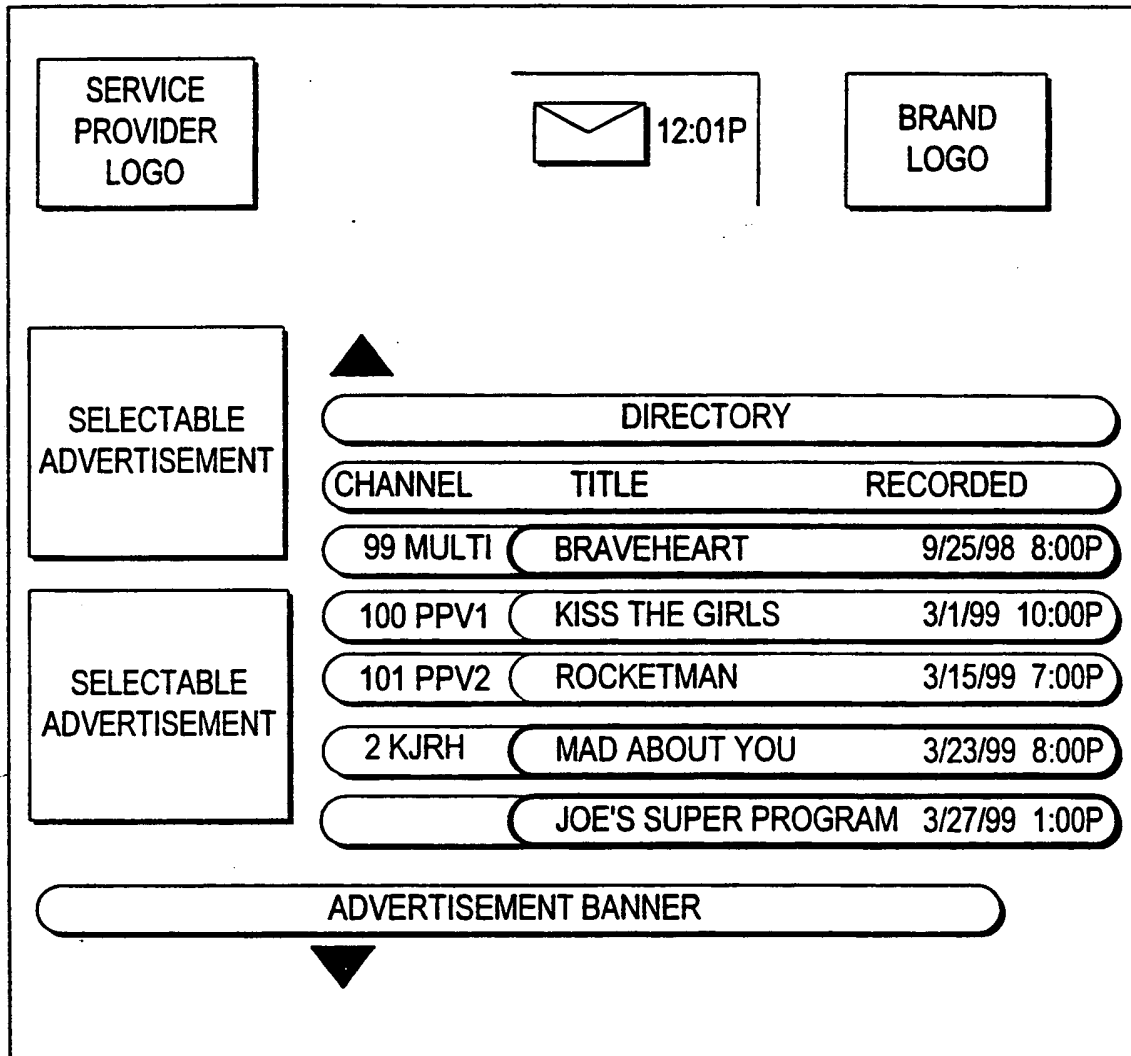 SERVICE
PROVIDER
LOGO
12:01P
BRAND
LOGO
SELECTABLE
ADVERTISEMENT
SELECTABLE
ADVERTISEMENT
DIRECTORY
CHANNEL TITLE RECORDED
99 MULTI BRAVEHEART 9/25/98 8:00P
100 PPV1 KISS THE GIRLS 3/1/99 10:00P
101 PPV2 ROCKETMAN 3/15/99 7:00P
2 KJRH MAD ABOUT YOU 3/23/99 8:00P
JOE'S SUPER PROGRAM 3/27/99 1:00P
ADVERTISEMENT BANNER